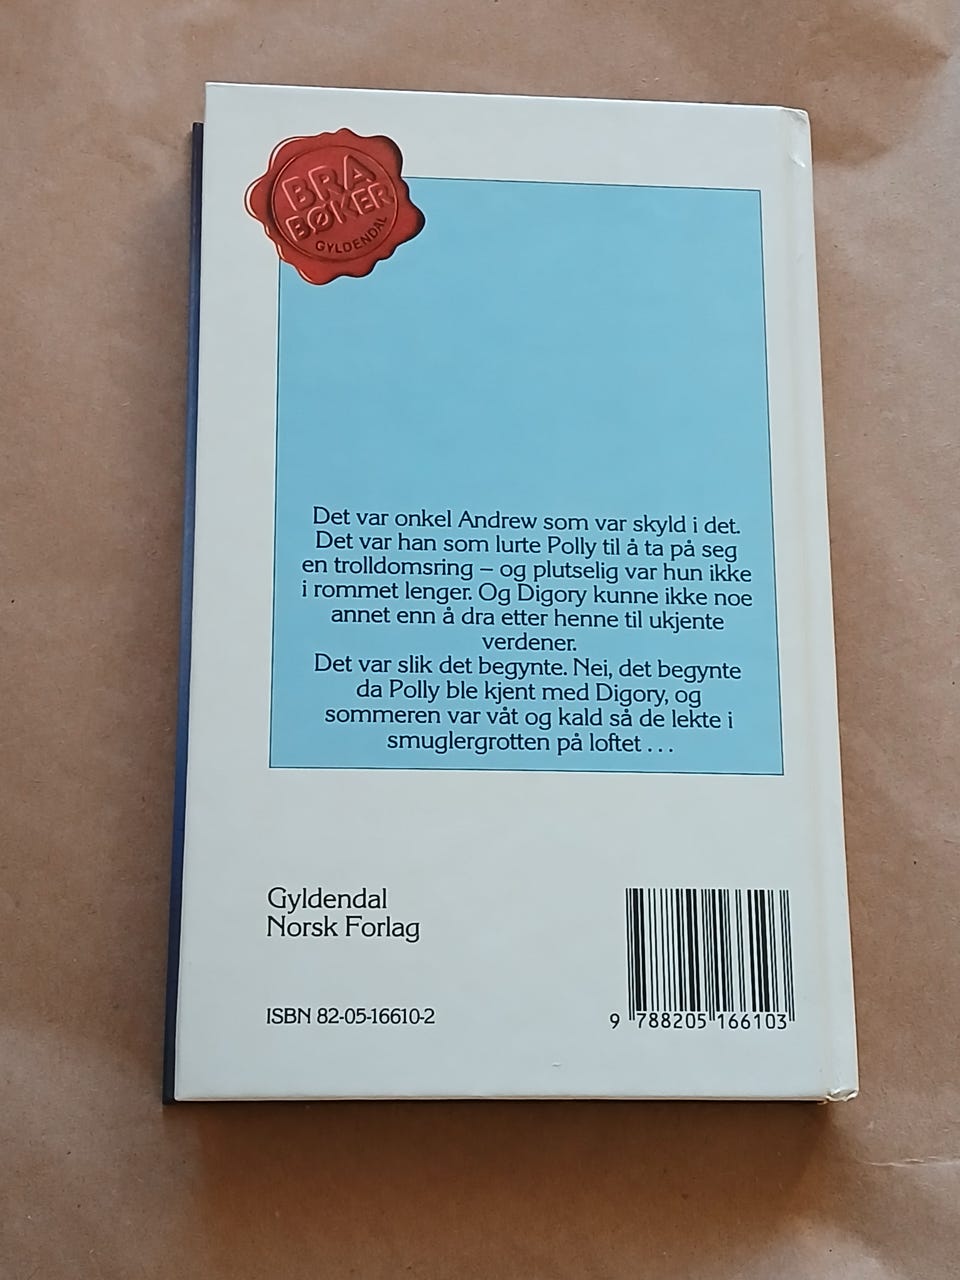 BRA
BØKER
GYLDENDAL
Det var onkel Andrew som var skyld i det.
Det var han som lurte Polly til å ta på seg
en trolldomsring – og plutselig var hun ikke
i rommet lenger. Og Digory kunne ikke noe
annet enn å dra etter henne til ukjente
verdener.
Det var slik det begynte. Nei, det begynte
da Polly ble kjent med Digory, og
sommeren var våt og kald så de lekte i
smuglergrotten på loftet . . .
Gyldendal
Norsk Forlag
ISBN 82-05-16610-2
9 788205 166103